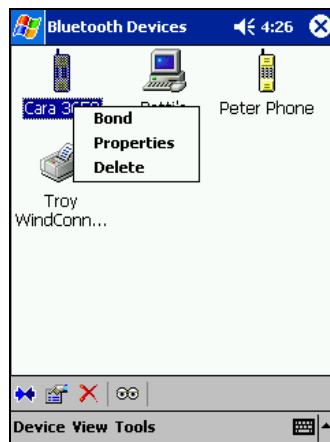 Bluetooth Devices 4:26
Peter Phone
Bond
Properties
Delete
Troy
WindConn...
Device View Tools